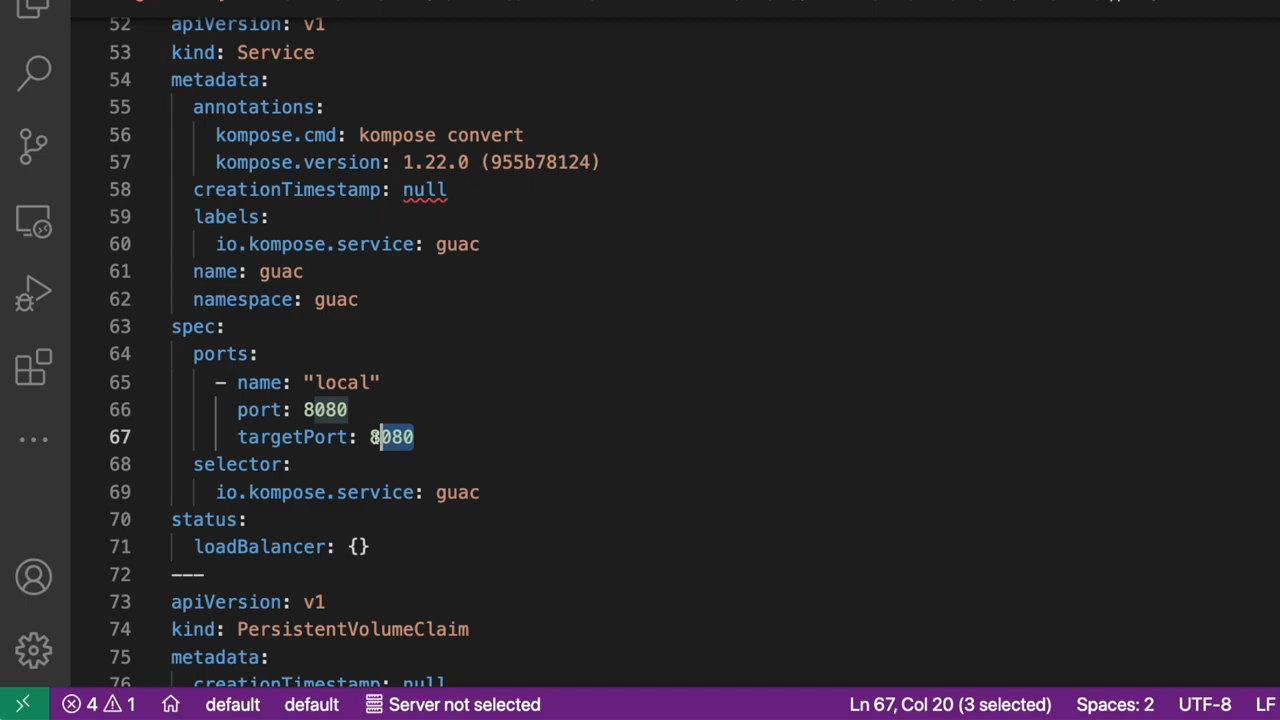 52 apiVersion: v1
53 kind: Service
54 metadata:
55 annotations:
56 kompose.cmd: kompose convert
57 kompose.version: 1.22.0 (955b78124)
58 creationTimestamp: null
59 labels:
60 io.kompose.service: guac
61 name: guac
62 namespace: guac
63 spec:
64 ports:
65 - name: "local"
66 port: 8080
67 targetPort: 8080
68 selector:
69 io.kompose.service: guac
70 status:
71 loadBalancer: {}
72 ---
73 apiVersion: v1
74 kind: PersistentVolumeClaim
75 metadata:
76 creationTimestamp: null
4 1 default default Server not selected Ln 67, Col 20 (3 selected) Spaces: 2 UTF-8 LF